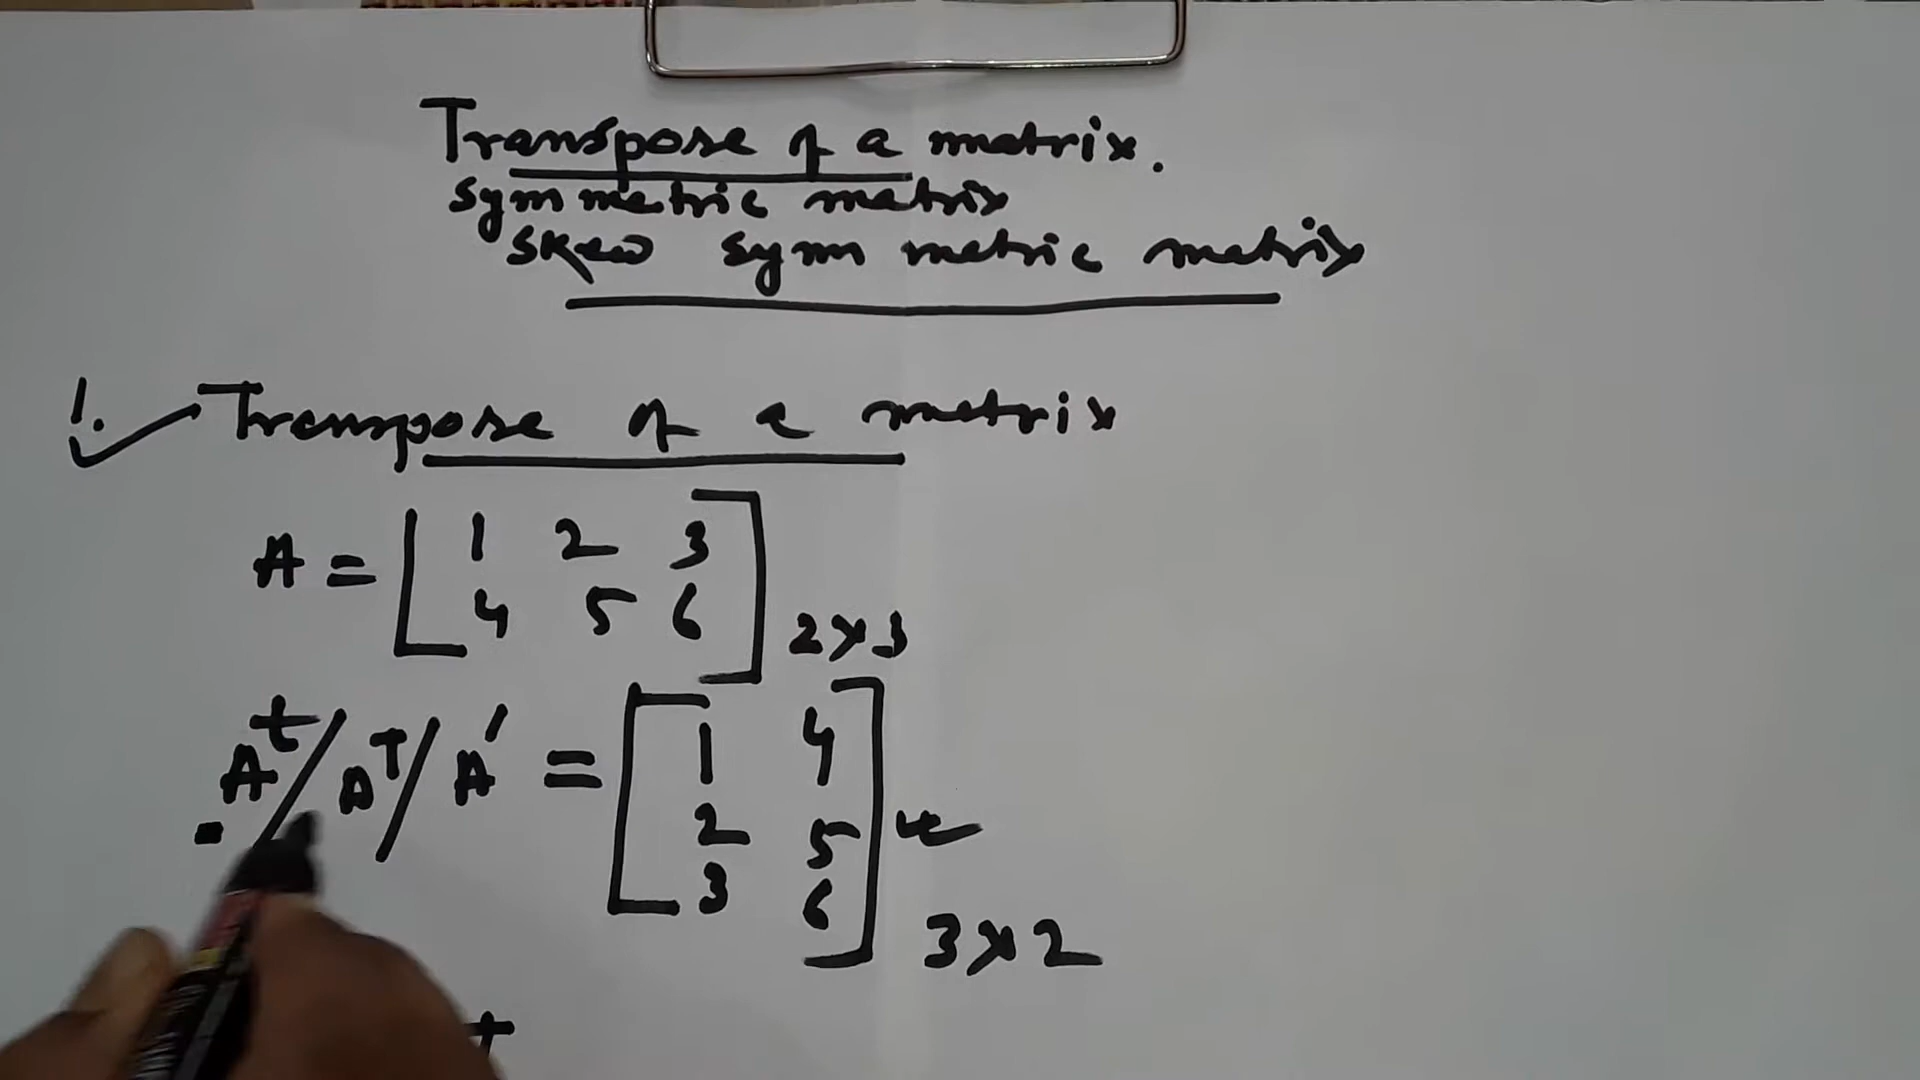 Transpose of a matrix.
symmetric matrix
skew symmetric matrix
1. Transpose of a matrix
A = [ 1 2 3
4 5 6 ] 2×3
A^t / A^T / A' = [ 1 4
2 5
3 6 ] 3×2